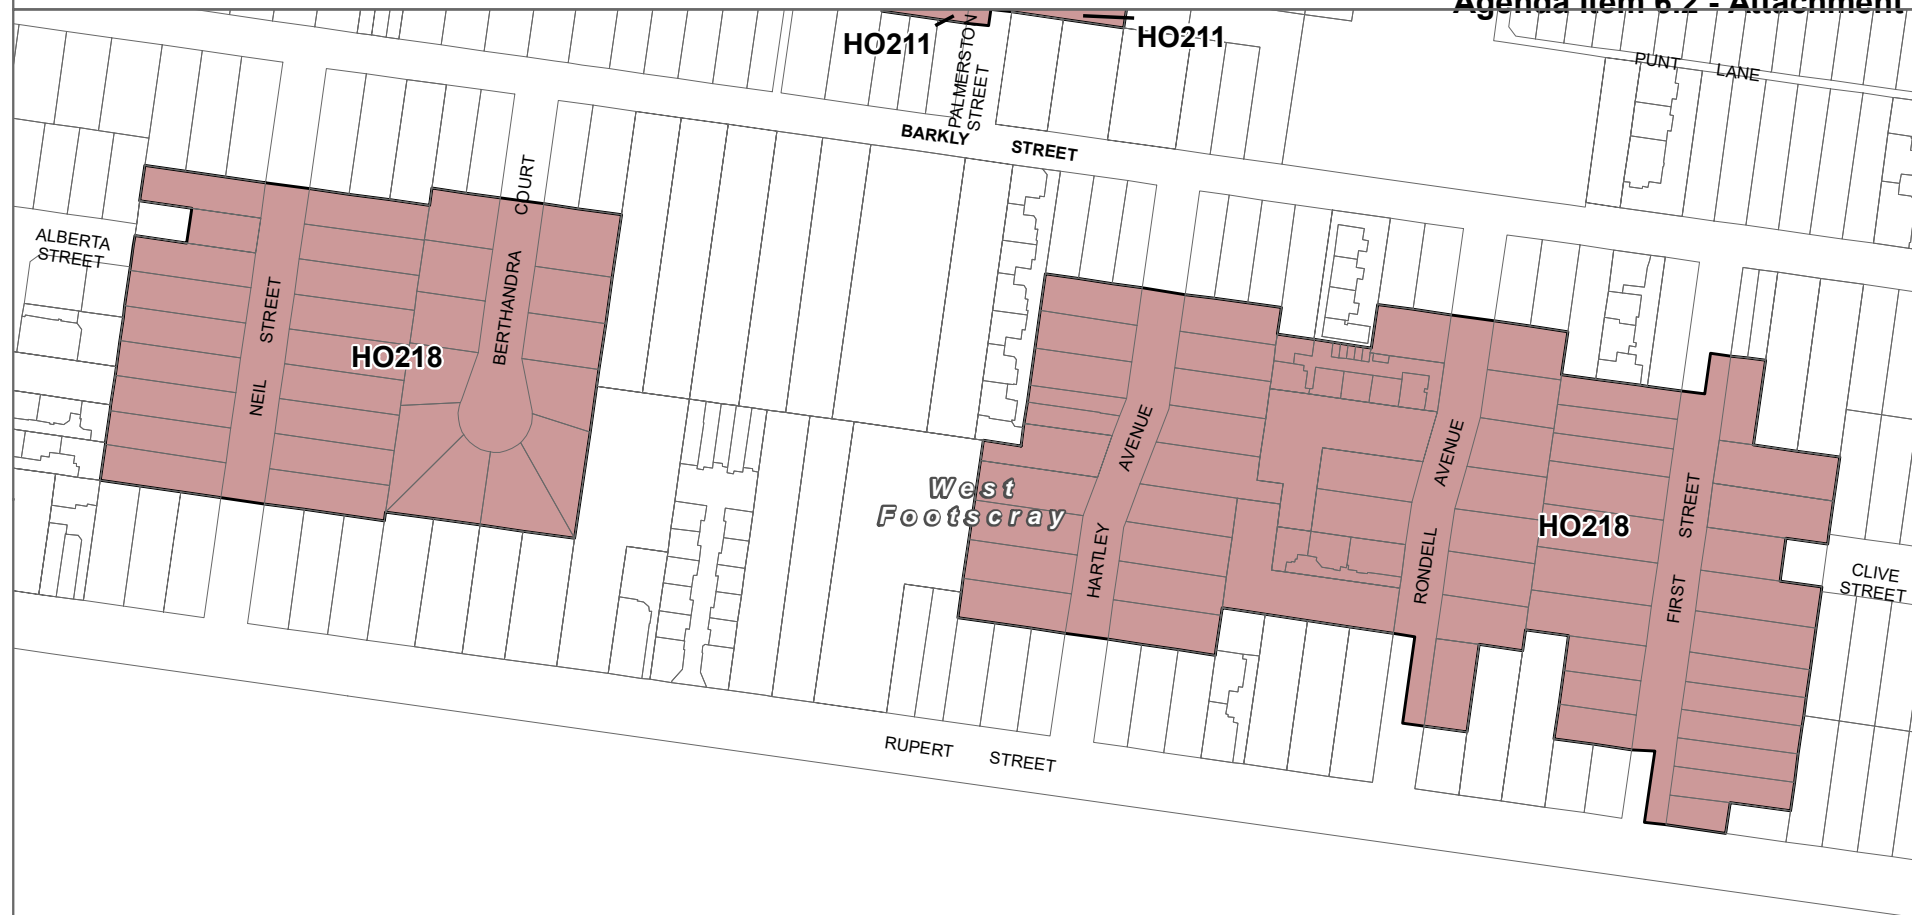 Agenda Item 6.2 - Attachment
HO211
HO211
PALMERSTON
STREET
PUNT LANE
BARKLY STREET
COURT
BERTHANDRA
ALBERTA
STREET
STREET
NEIL
HO218
West
Footscray
AVENUE
HARTLEY
AVENUE
RONDELL
HO218
STREET
FIRST
CLIVE
STREET
RUPERT STREET